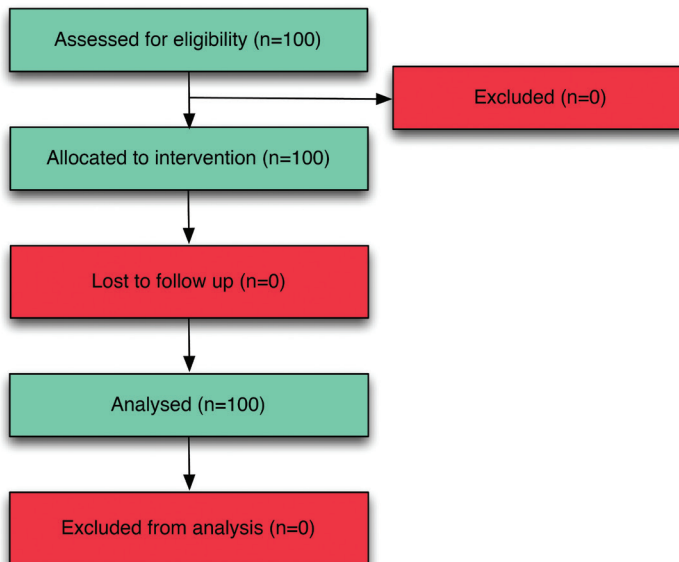 Assessed for eligibility (n=100)
Excluded (n=0)
Allocated to intervention (n=100)
Lost to follow up (n=0)
Analysed (n=100)
Excluded from analysis (n=0)